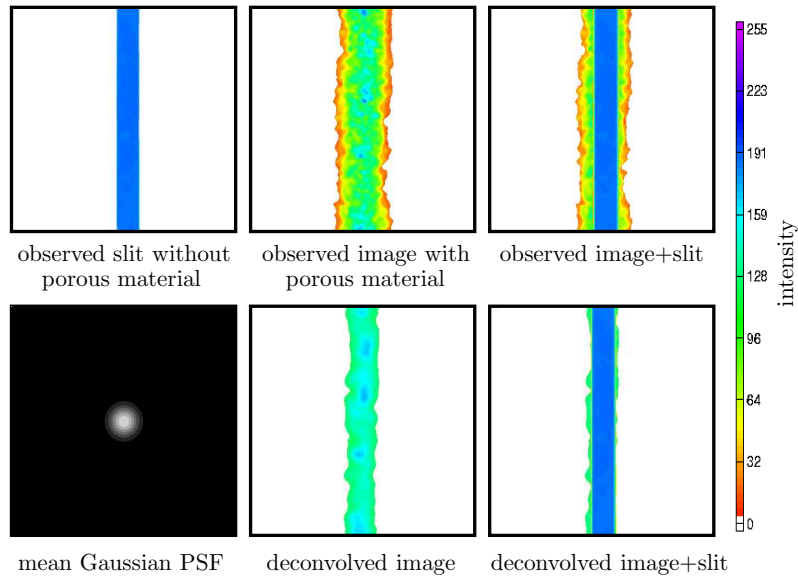 observed slit without
porous material
observed image with
porous material
observed image+slit
mean Gaussian PSF
deconvolved image
deconvolved image+slit
255
223
191
159
128
96
64
32
0
intensity